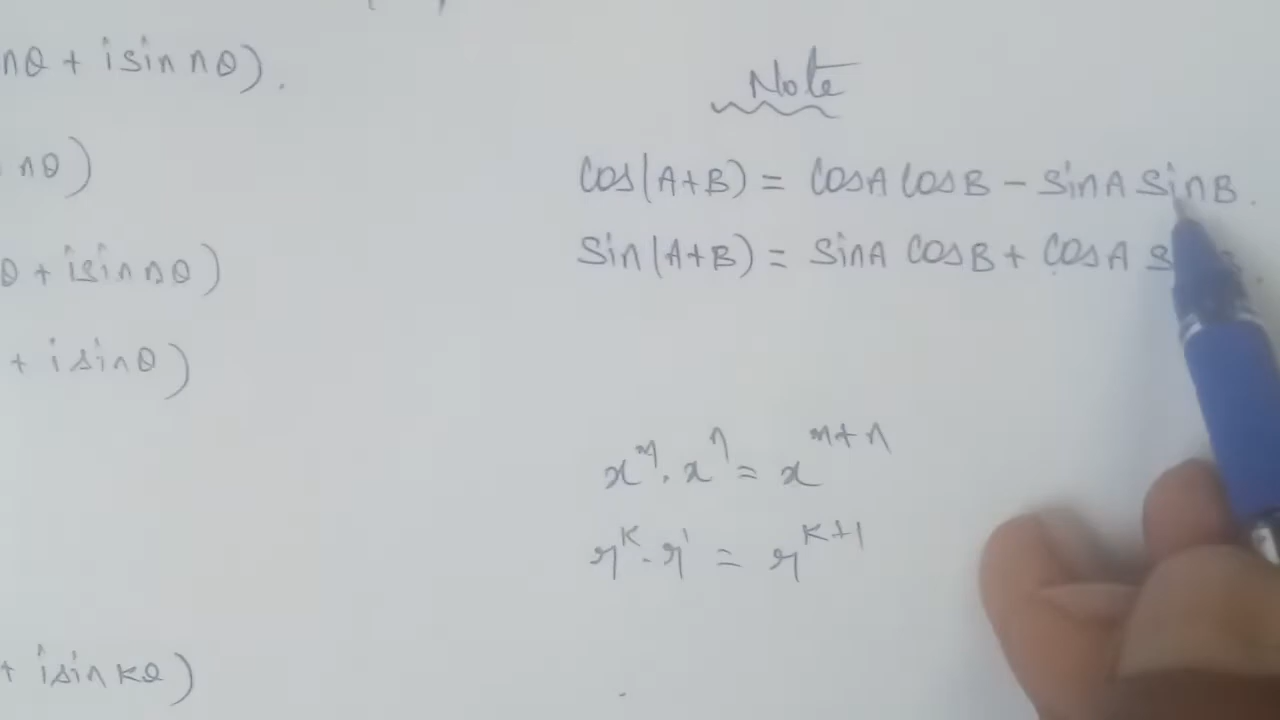 nθ + i sin nθ).
Note
nθ)
Cos(A+B) = CosA CosB - SinA SinB.
θ + i sin nθ)
Sin(A+B) = SinA CosB + CosA
+ i sin θ)
x^m . x^n = x^{m+n}
r^k . r^1 = r^{k+1}
+ i sin kθ)